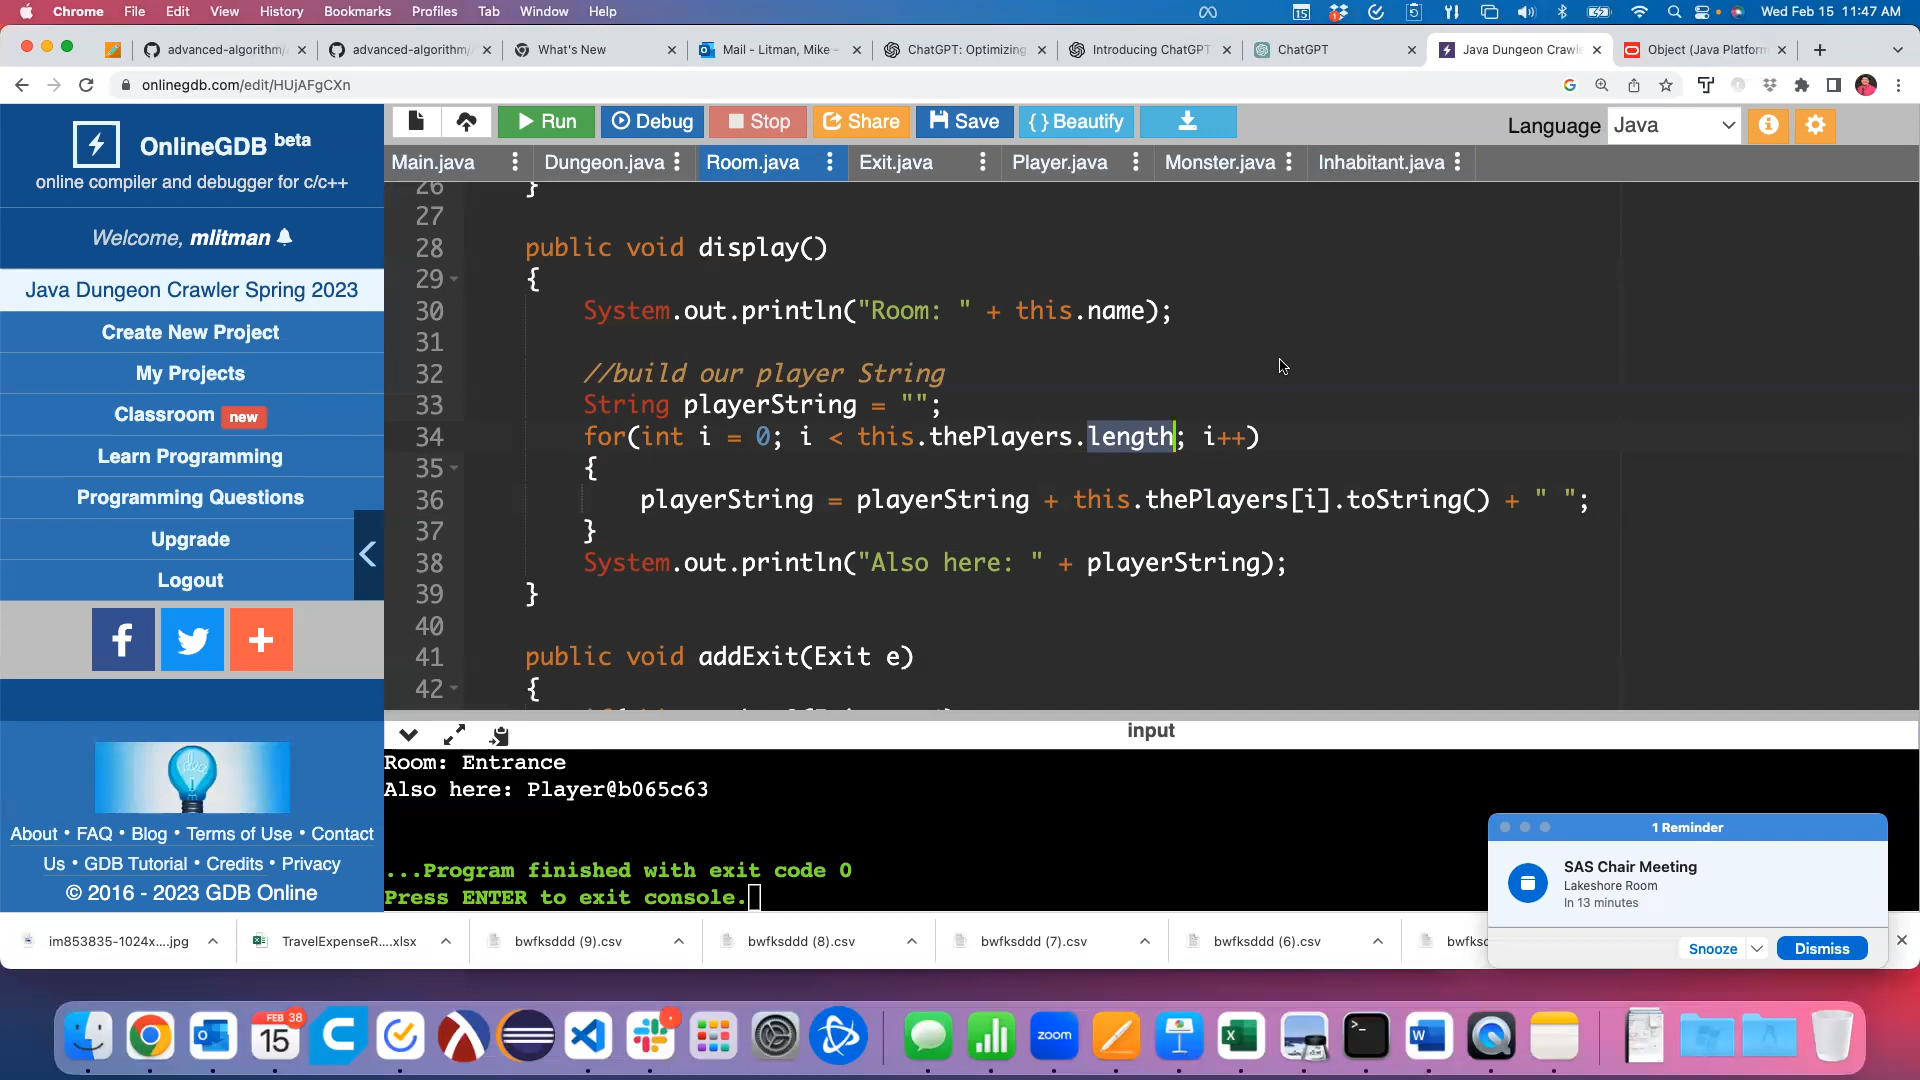 Chrome File Edit View History Bookmarks Profiles Tab Window Help 15 Wed Feb 15 11:47 AM
advanced-algorithm/ advanced-algorithm/ What's New Mail - Litman, Mike - ChatGPT: Optimizing Introducing ChatGPT ChatGPT Java Dungeon Crawle Object (Java Platform
onlinegdb.com/edit/HUjAFgCXn
OnlineGDB beta
online compiler and debugger for c/c++
Welcome, mlitman
Java Dungeon Crawler Spring 2023
Create New Project
My Projects
Classroom new
Learn Programming
Programming Questions
Upgrade
Logout
About • FAQ • Blog • Terms of Use • Contact
Us • GDB Tutorial • Credits • Privacy
© 2016 - 2023 GDB Online
Run Debug Stop Share Save { } Beautify Language Java
Main.java Dungeon.java Room.java Exit.java Player.java Monster.java Inhabitant.java
26 }
27
28 public void display()
29 {
30 System.out.println("Room: " + this.name);
31
32 //build our player String
33 String playerString = "";
34 for(int i = 0; i < this.thePlayers.length; i++)
35 {
36 playerString = playerString + this.thePlayers[i].toString() + " ";
37 }
38 System.out.println("Also here: " + playerString);
39 }
40
41 public void addExit(Exit e)
42 {
input
Room: Entrance
Also here: Player@b065c63
...Program finished with exit code 0
Press ENTER to exit console.
1 Reminder
SAS Chair Meeting
Lakeshore Room
In 13 minutes
Snooze Dismiss
im853835-1024x....jpg TravelExpenseR....xlsx bwfksddd (9).csv bwfksddd (8).csv bwfksddd (7).csv bwfksddd (6).csv bwfksd
FEB 38
15
zoom